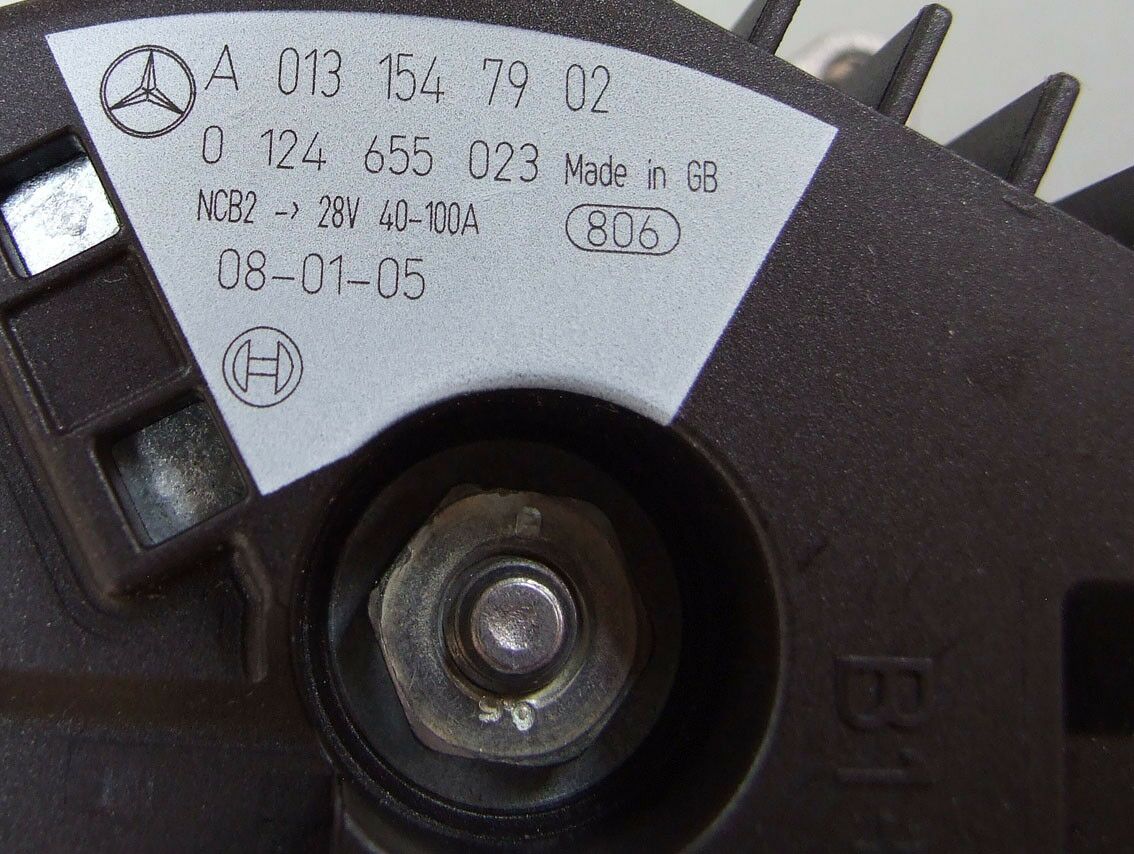 A 013 154 79 02
0 124 655 023 Made in GB
NCB2 -> 28V 40-100A 806
08-01-05
B1+